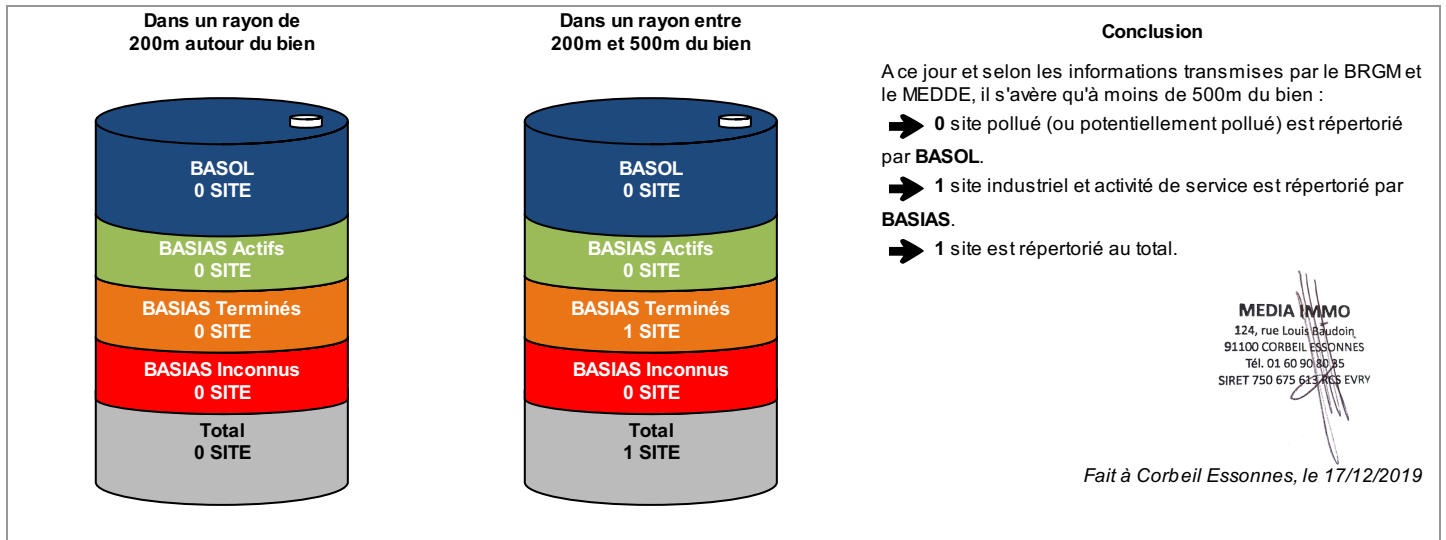 Dans un rayon de
200m autour du bien
BASOL
0 SITE
BASIAS Actifs
0 SITE
BASIAS Terminés
0 SITE
BASIAS Inconnus
0 SITE
Total
0 SITE
Dans un rayon entre
200m et 500m du bien
BASOL
0 SITE
BASIAS Actifs
0 SITE
BASIAS Terminés
1 SITE
BASIAS Inconnus
0 SITE
Total
1 SITE
Conclusion
A ce jour et selon les informations transmises par le BRGM et
le MEDDE, il s'avère qu'à moins de 500m du bien :
0 site pollué (ou potentiellement pollué) est répertorié
par BASOL.
1 site industriel et activité de service est répertorié par
BASIAS.
1 site est répertorié au total.
MEDIA IMMO
124, rue Louis Baudoin
91100 CORBEIL ESSONNES
Tél. 01 60 90 80 85
SIRET 750 675 613 RCS EVRY
Fait à Corbeil Essonnes, le 17/12/2019